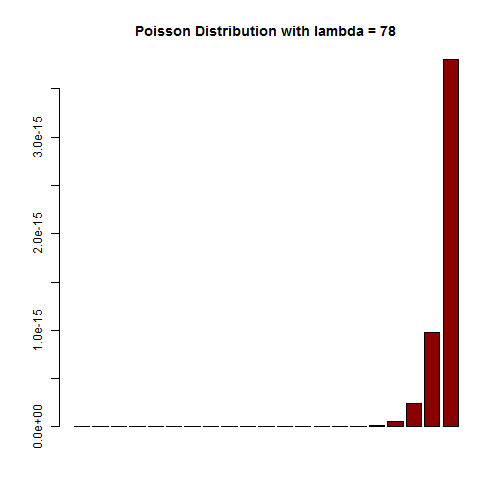 Poisson Distribution with lambda = 78
3.0e-15
2.0e-15
1.0e-15
0.0e+00